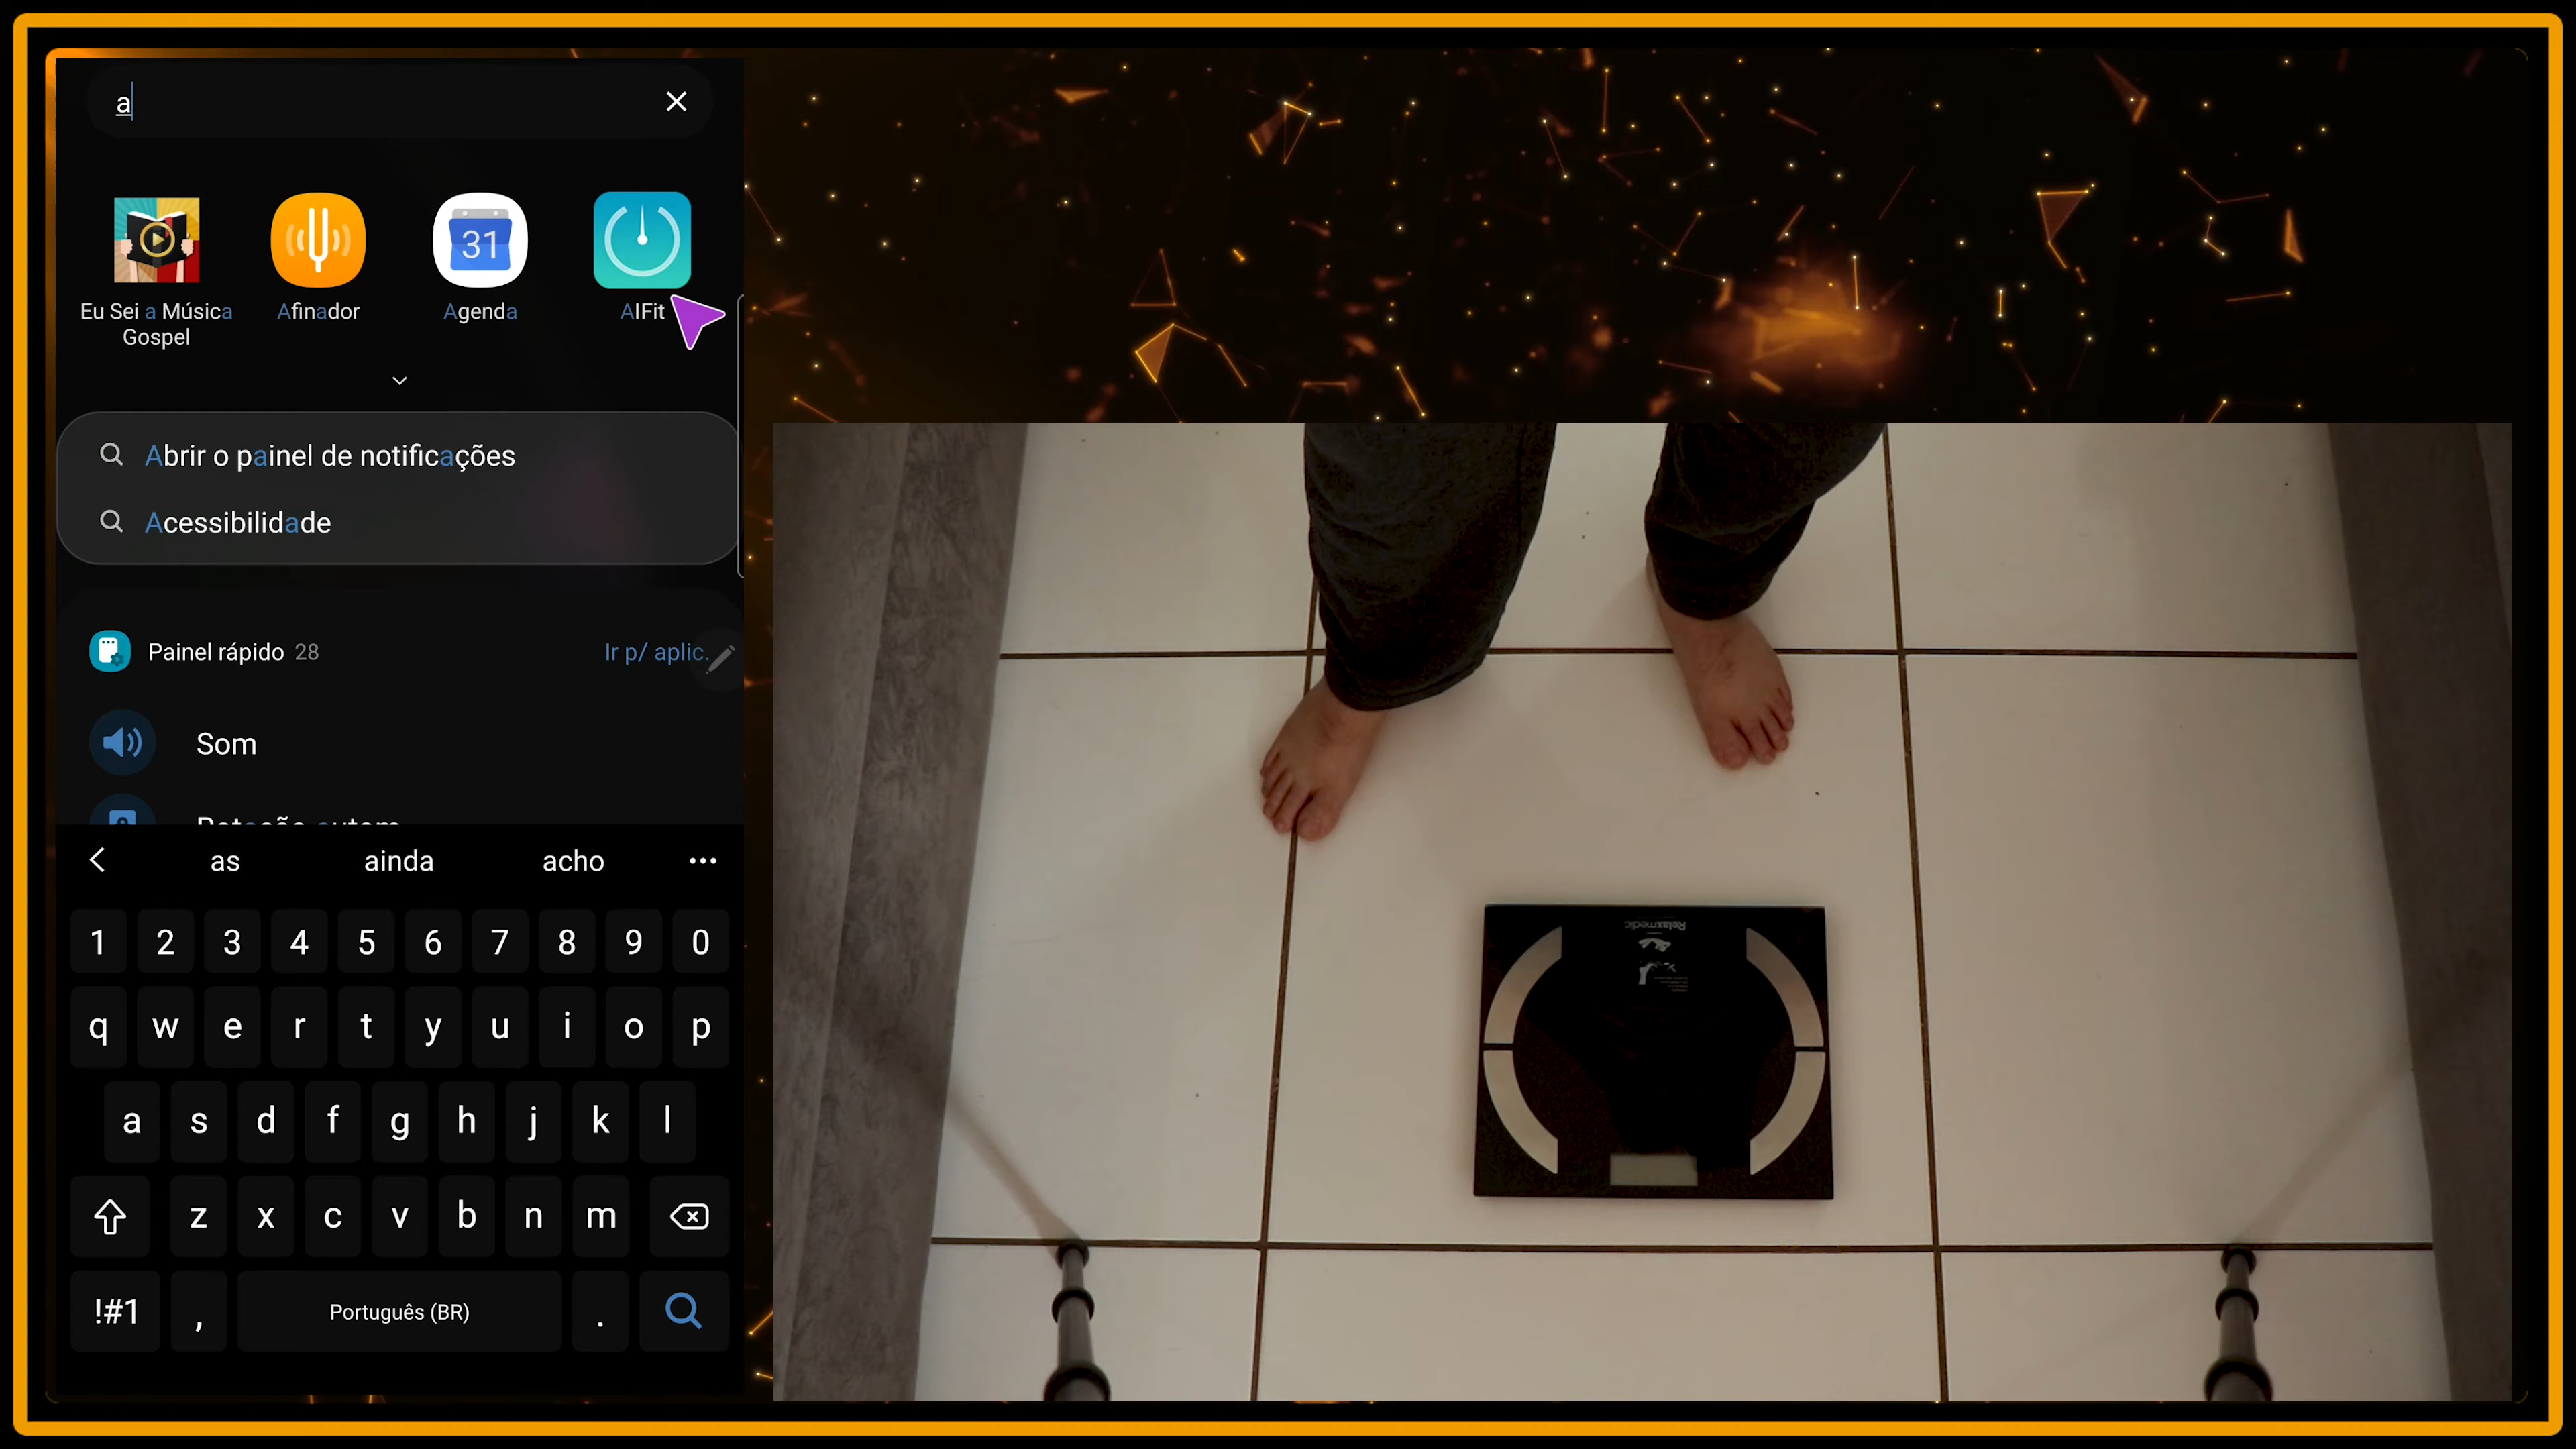 a
31
Eu Sei a Música
Gospel
Afinador
Agenda
AIFit
Abrir o painel de notificações
Acessibilidade
Painel rápido 28
Ir p/ aplic.
Som
as ainda acho
1 2 3 4 5 6 7 8 9 0
q w e r t y u i o p
a s d f g h j k l
z x c v b n m
!#1 , Português (BR) .
Relaxmedic